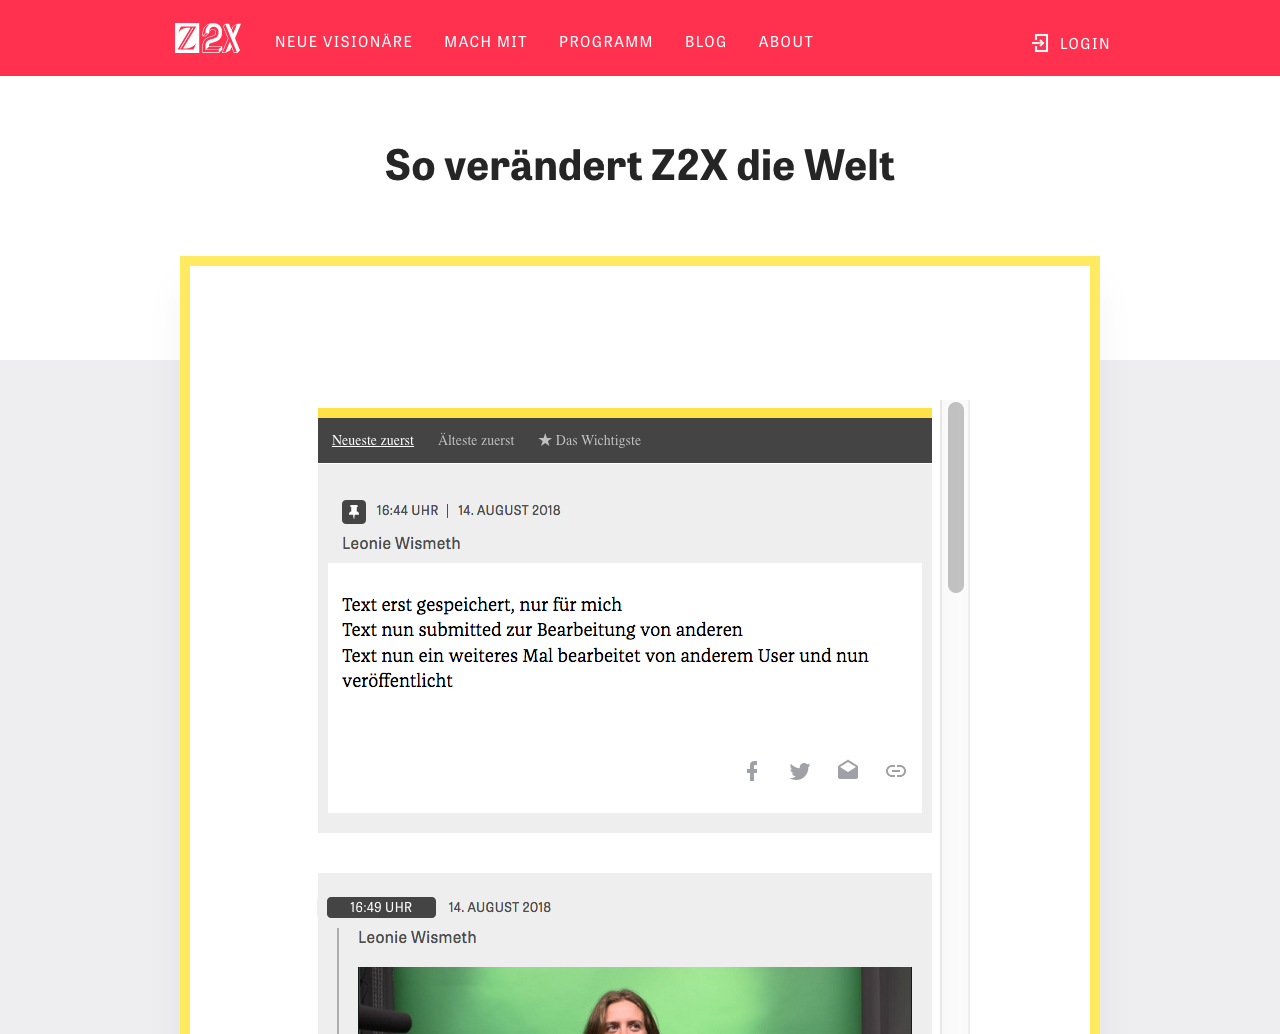 Z2X NEUE VISIONÄRE MACH MIT PROGRAMM BLOG ABOUT LOGIN
So verändert Z2X die Welt
Neueste zuerst Älteste zuerst ★ Das Wichtigste
16:44 UHR | 14. AUGUST 2018
Leonie Wismeth
Text erst gespeichert, nur für mich
Text nun submitted zur Bearbeitung von anderen
Text nun ein weiteres Mal bearbeitet von anderem User und nun
veröffentlicht
16:49 UHR 14. AUGUST 2018
Leonie Wismeth